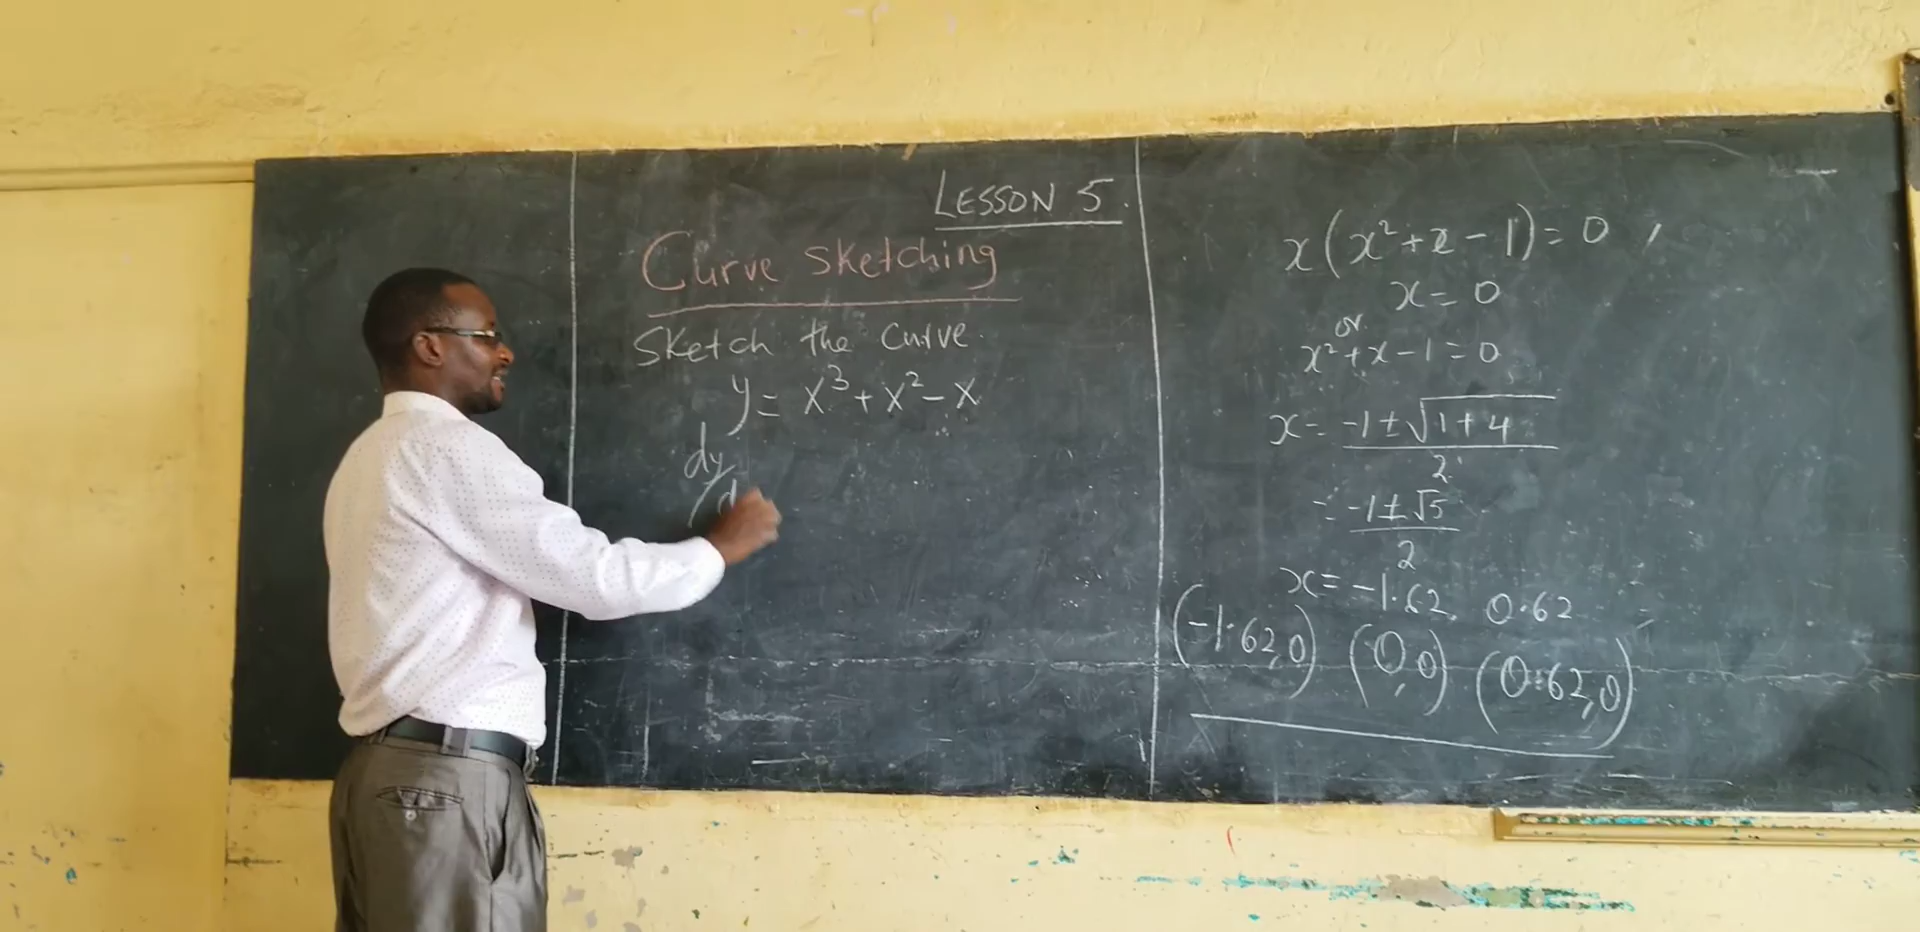 LESSON 5.
Curve sketching
Sketch the curve.
y = x³ + x² - x
dy/d
x(x² + x - 1) = 0 ,
x = 0
or
x² + x - 1 = 0
x = (-1 ± √(1 + 4))/2
= (-1 ± √5)/2
x = -1.62, 0.62
(-1.62, 0) (0, 0) (0.62, 0)